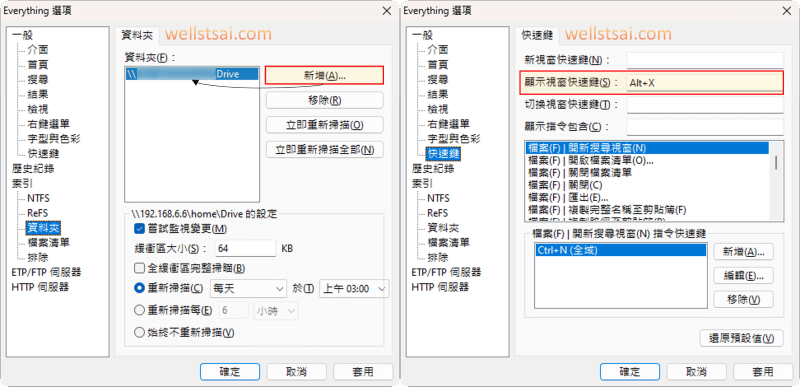 Everything 選項
wellstsai.com
一般
介面
首頁
搜尋
結果
檢視
右鍵選單
字型與色彩
快速鍵
歷史紀錄
索引
NTFS
ReFS
資料夾
檔案清單
排除
ETP/FTP 伺服器
HTTP 伺服器
資料夾
資料夾(F)：
\\ Drive
新增(A)...
移除(R)
立即重新掃描(O)
立即重新掃描全部(N)
\\192.168.6.6\home\Drive 的設定
嘗試監視變更(M)
緩衝區大小(S)： 64 KB
全緩衝區完整掃瞄(B)
重新掃描(C) 每天 於(T) 上午 03:00
重新掃描每(E) 6 小時
始終不重新掃描(V)
確定 取消 套用
Everything 選項
wellstsai.com
一般
介面
首頁
搜尋
結果
檢視
右鍵選單
字型與色彩
快速鍵
歷史紀錄
索引
NTFS
ReFS
資料夾
檔案清單
排除
ETP/FTP 伺服器
HTTP 伺服器
快速鍵
新視窗快速鍵(N)：
顯示視窗快速鍵(S)： Alt+X
切換視窗快速鍵(T)：
顯示指令包含(C)：
檔案(F) | 開新搜尋視窗(N)
檔案(F) | 開啟檔案清單(O)...
檔案(F) | 關閉檔案清單
檔案(F) | 關閉(C)
檔案(F) | 匯出(E)...
檔案(F) | 複製完整名稱至剪貼簿(F)
檔案(F) | 複製路徑至剪貼簿(P)
檔案(F) | 開新搜尋視窗(N) 指令快速鍵
Ctrl+N (全域)
新增(A)...
編輯(E)...
移除(V)
還原預設值(V)
確定 取消 套用